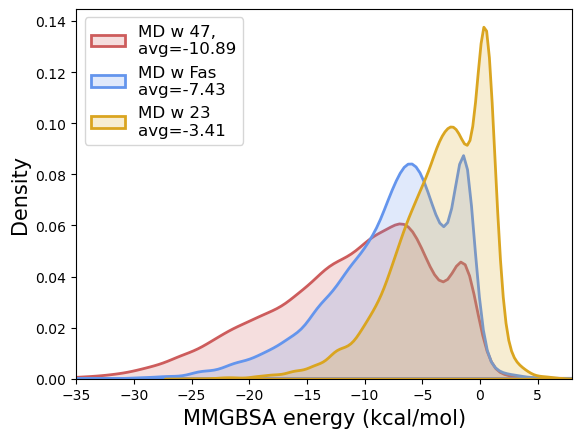 MD w 47,
avg=-10.89
MD w Fas
avg=-7.43
MD w 23
avg=-3.41
Density
0.14
0.12
0.10
0.08
0.06
0.04
0.02
0.00
−35 −30 −25 −20 −15 −10 −5 0 5
MMGBSA energy (kcal/mol)